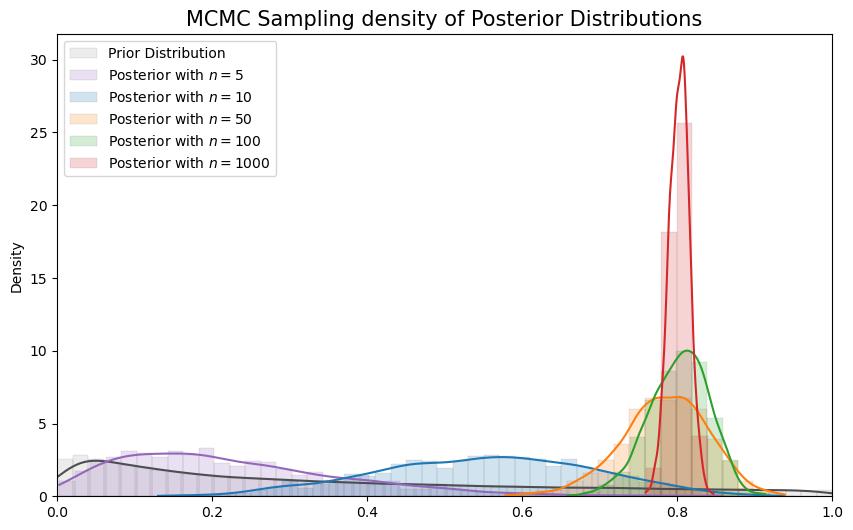 MCMC Sampling density of Posterior Distributions
Prior Distribution
Posterior with n = 5
Posterior with n = 10
Posterior with n = 50
Posterior with n = 100
Posterior with n = 1000
Density
30
25
20
15
10
5
0
0.0 0.2 0.4 0.6 0.8 1.0